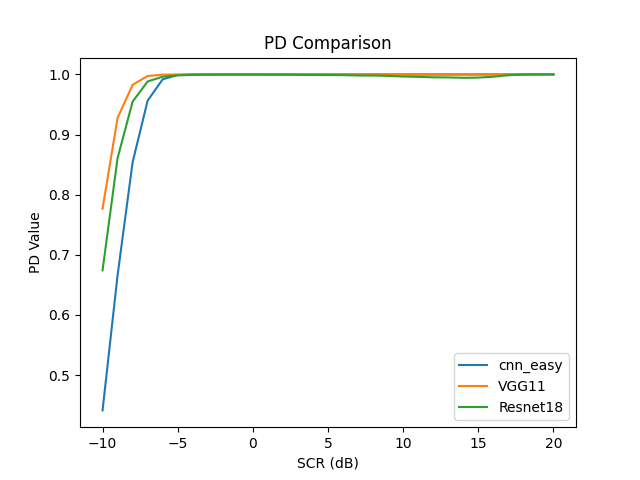 PD Comparison
1.0
0.9
0.8
0.7
0.6
0.5
PD Value
−10
−5
0
5
10
15
20
SCR (dB)
cnn_easy
VGG11
Resnet18